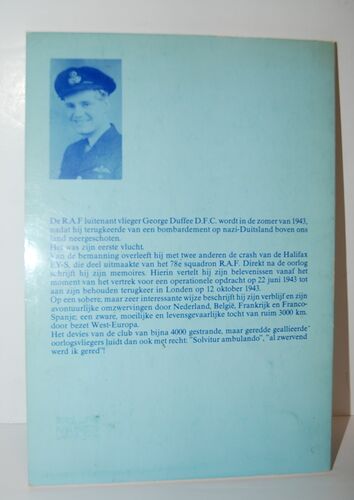 De R.A.F luitenant vlieger George Duffee D.F.C. wordt in de zomer van 1943,
nadat hij terugkeerde van een bombardement op nazi-Duitsland boven ons
land neergeschoten.
Het was zijn eerste vlucht.
Van de bemanning overleeft hij met twee anderen de crash van de Halifax
EY-S, die deel uitmaakte van het 78e squadron R.A.F. Direkt na de oorlog
schrijft hij zijn memoires. Hierin vertelt hij zijn belevenissen vanaf het
moment van het vertrek voor een operationele opdracht op 22 juni 1943 tot
aan zijn behouden terugkeer in Londen op 12 oktober 1943.
Op een sobere, maar zeer interessante wijze beschrijft hij zijn verblijf en zijn
avontuurlijke omzwervingen door Nederland, België, Frankrijk en Franco-
Spanje; een zware, moeilijke en levensgevaarlijke tocht van ruim 3000 km.
door bezet West-Europa.
Het devies van de club van bijna 4000 gestrande, maar geredde geallieerde
oorlogsvliegers luidt dan ook met recht: "Solvitur ambulando", "al zwervend
werd ik gered"!